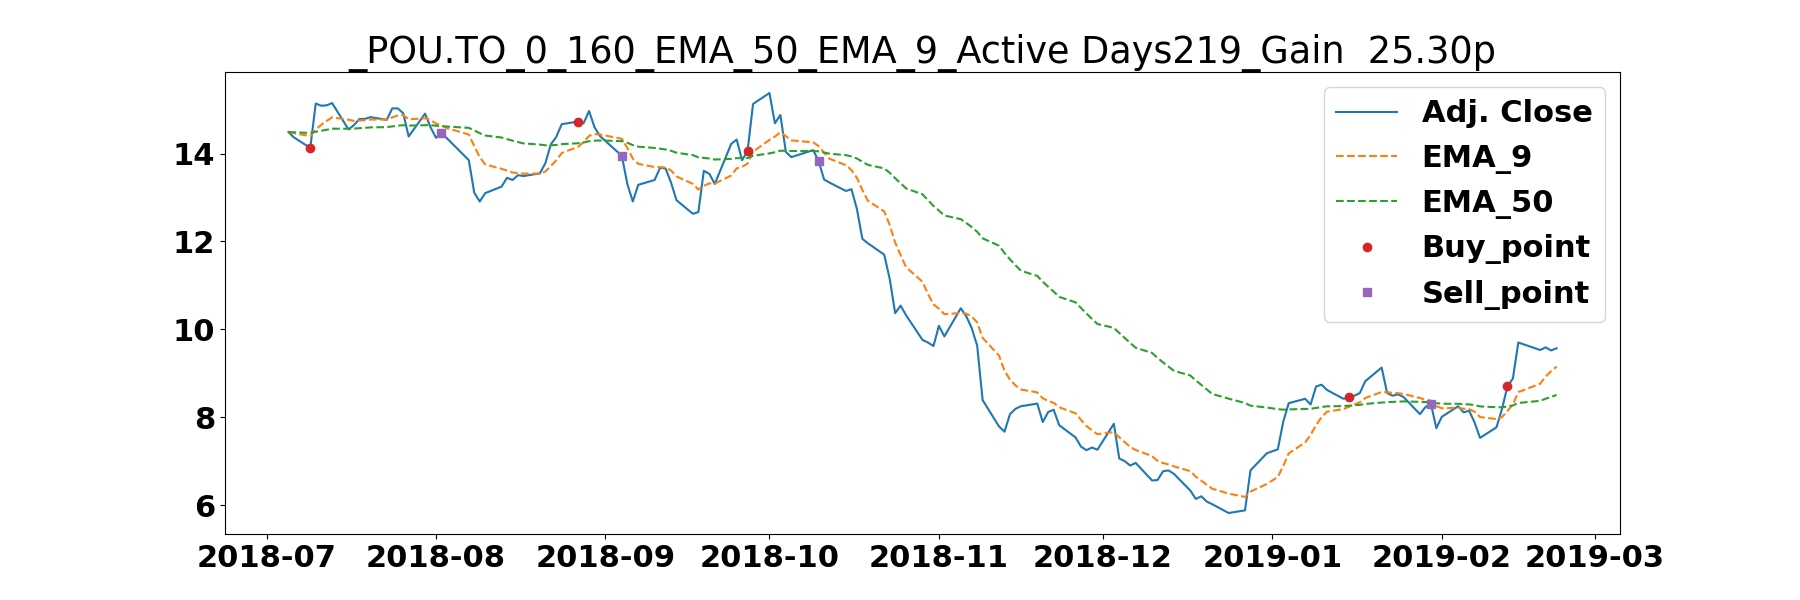 _POU.TO_0_160_EMA_50_EMA_9_Active Days219_Gain  25.30p
Adj. Close
EMA_9
EMA_50
Buy_point
Sell_point
14
12
10
8
6
2018-07 2018-08 2018-09 2018-10 2018-11 2018-12 2019-01 2019-02 2019-03